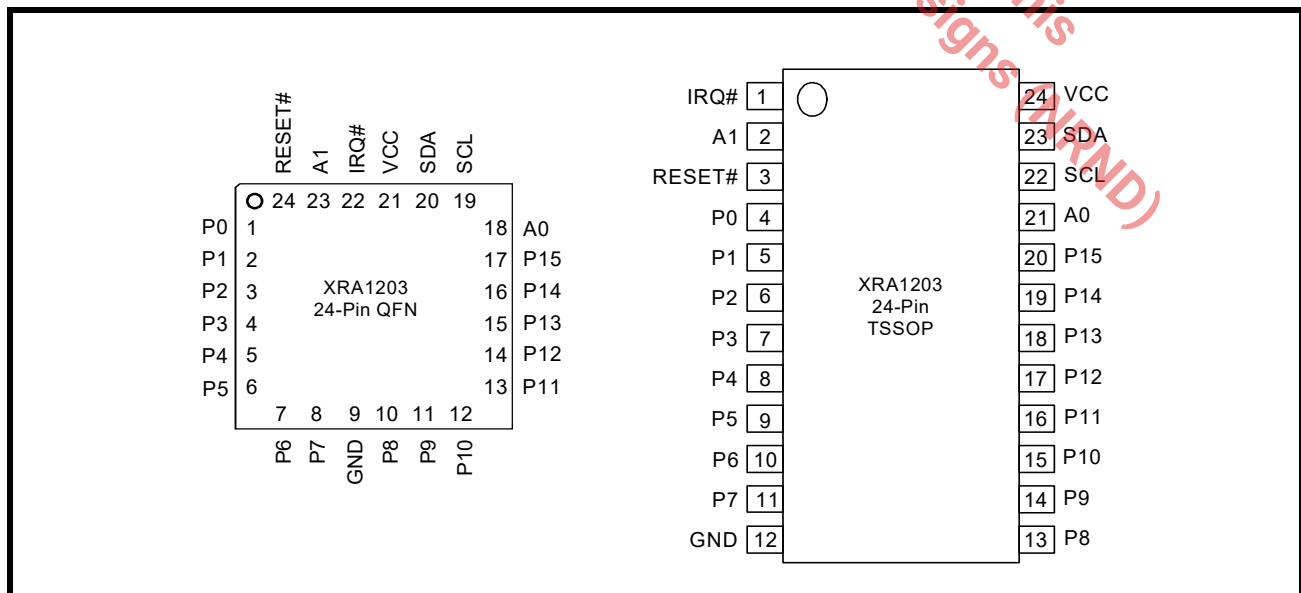 his
signs (NRND)
RESET#
A1
IRQ#
VCC
SDA
SCL
24 23 22 21 20 19
P0 1
P1 2
P2 3
P3 4
P4 5
P5 6
XRA1203
24-Pin QFN
18 A0
17 P15
16 P14
15 P13
14 P12
13 P11
7 8 9 10 11 12
P6
P7
GND
P8
P9
P10
IRQ# 1
A1 2
RESET# 3
P0 4
P1 5
P2 6
P3 7
P4 8
P5 9
P6 10
P7 11
GND 12
XRA1203
24-Pin
TSSOP
24 VCC
23 SDA
22 SCL
21 A0
20 P15
19 P14
18 P13
17 P12
16 P11
15 P10
14 P9
13 P8